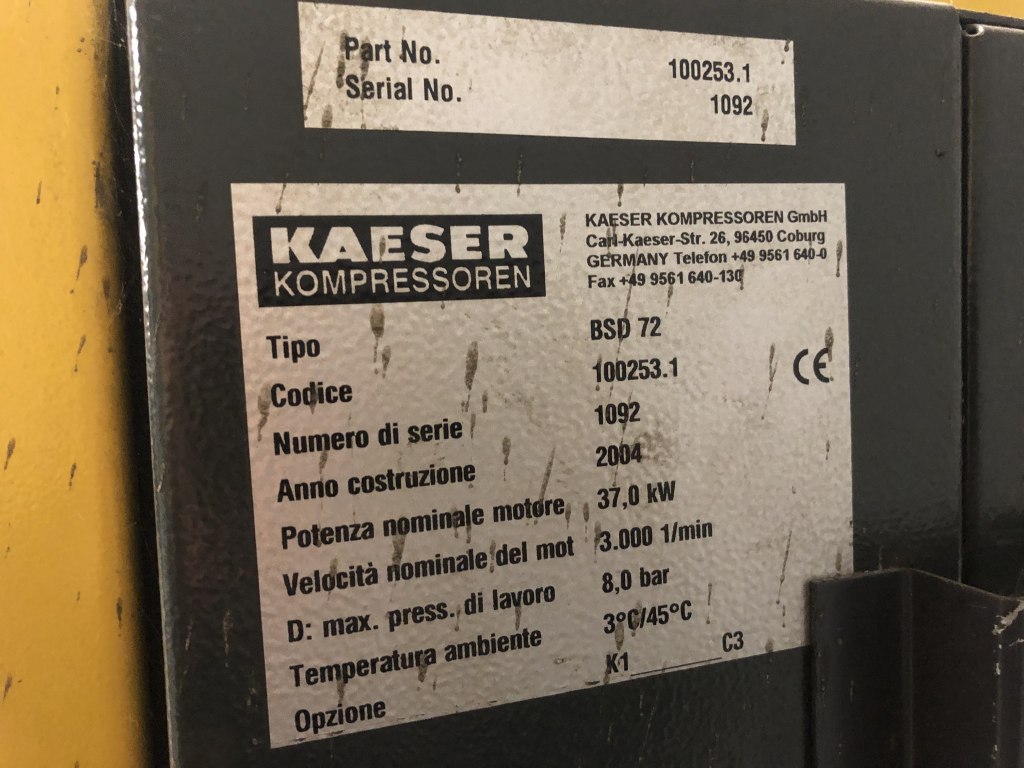 Part No. 100253.1
Serial No. 1092
KAESER
KOMPRESSOREN
KAESER KOMPRESSOREN GmbH
Carl-Kaeser-Str. 26, 96450 Coburg
GERMANY Telefon +49 9561 640-0
Fax +49 9561 640-130
Tipo BSD 72
Codice 100253.1
CE
Numero di serie 1092
Anno costruzione 2004
Potenza nominale motore 37,0 kW
Velocità nominale del mot 3.000 1/min
D: max. press. di lavoro 8,0 bar
Temperatura ambiente 3°C/45°C
Opzione K1 ____ C3